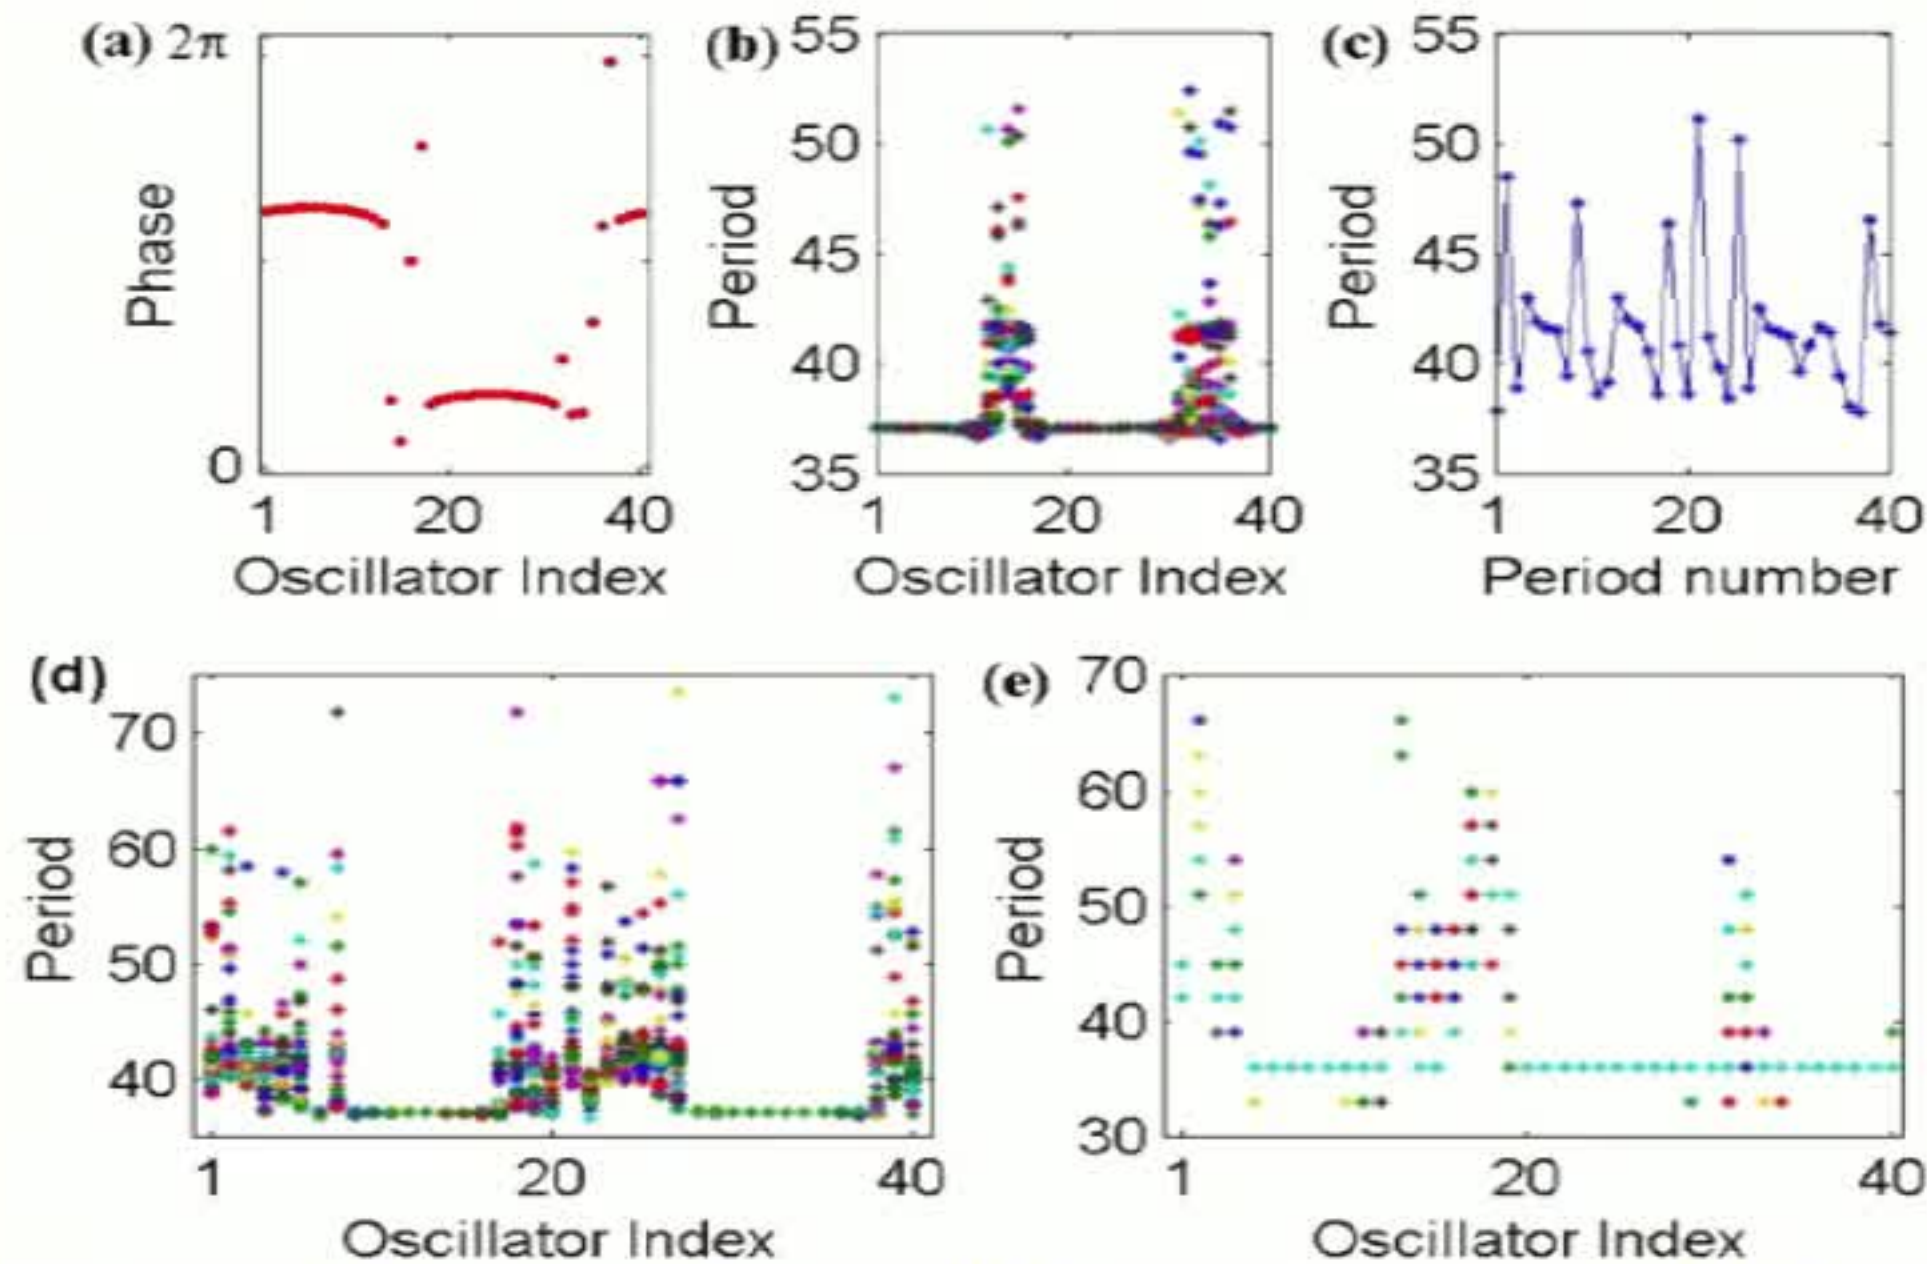 (a) 2π
Phase
0
1 20 40
Oscillator Index
(b) 55
50
45
40
35
Period
1 20 40
Oscillator Index
(c) 55
50
45
40
35
Period
1 20 40
Period number
(d)
70
60
50
40
Period
1 20 40
Oscillator Index
(e) 70
60
50
40
30
Period
1 20 40
Oscillator Index